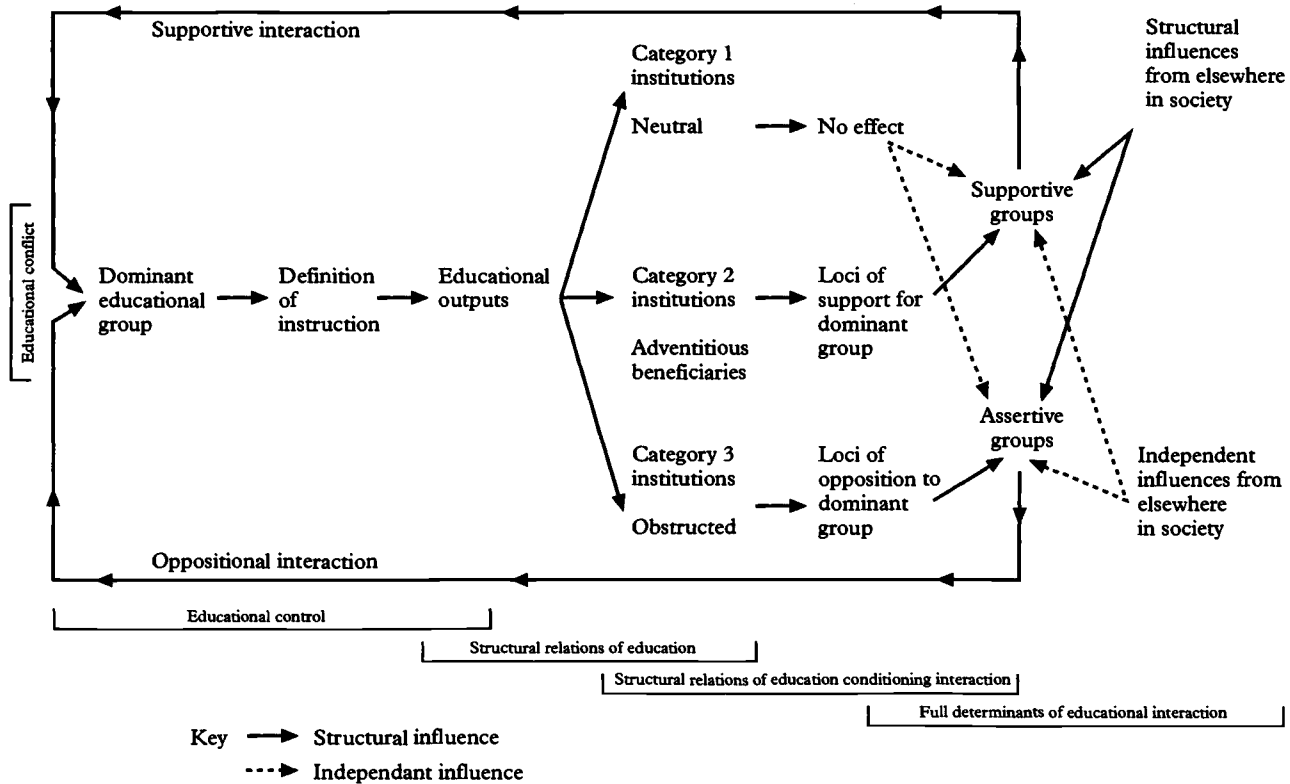 Supportive interaction
Structural
influences
from elsewhere
in society
Category 1
institutions
Neutral
No effect
Supportive
groups
Educational conflict
Dominant
educational
group
Definition
of
instruction
Educational
outputs
Category 2
institutions
Adventitious
beneficiaries
Loci of
support for
dominant
group
Assertive
groups
Category 3
institutions
Obstructed
Loci of
opposition to
dominant
group
Independent
influences from
elsewhere
in society
Oppositional interaction
Educational control
Structural relations of education
Structural relations of education conditioning interaction
Full determinants of educational interaction
Key
Structural influence
Independant influence